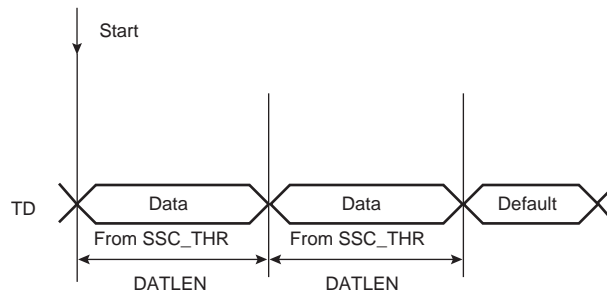 Start
TD
Data
Data
Default
From SSC_THR
From SSC_THR
DATLEN
DATLEN